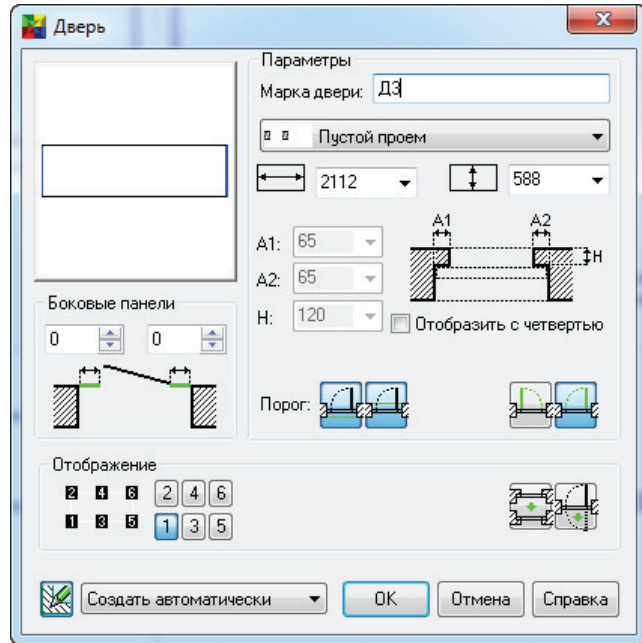 Дверь
Параметры
Марка двери: Д3
Пустой проем
2112 588
A1: 65
A2: 65
H: 120
A1 A2
H
Отобразить с четвертью
Боковые панели
0 0
Порог:
Отображение
2 4 6 2 4 6
1 3 5 1 3 5
Создать автоматически OK Отмена Справка